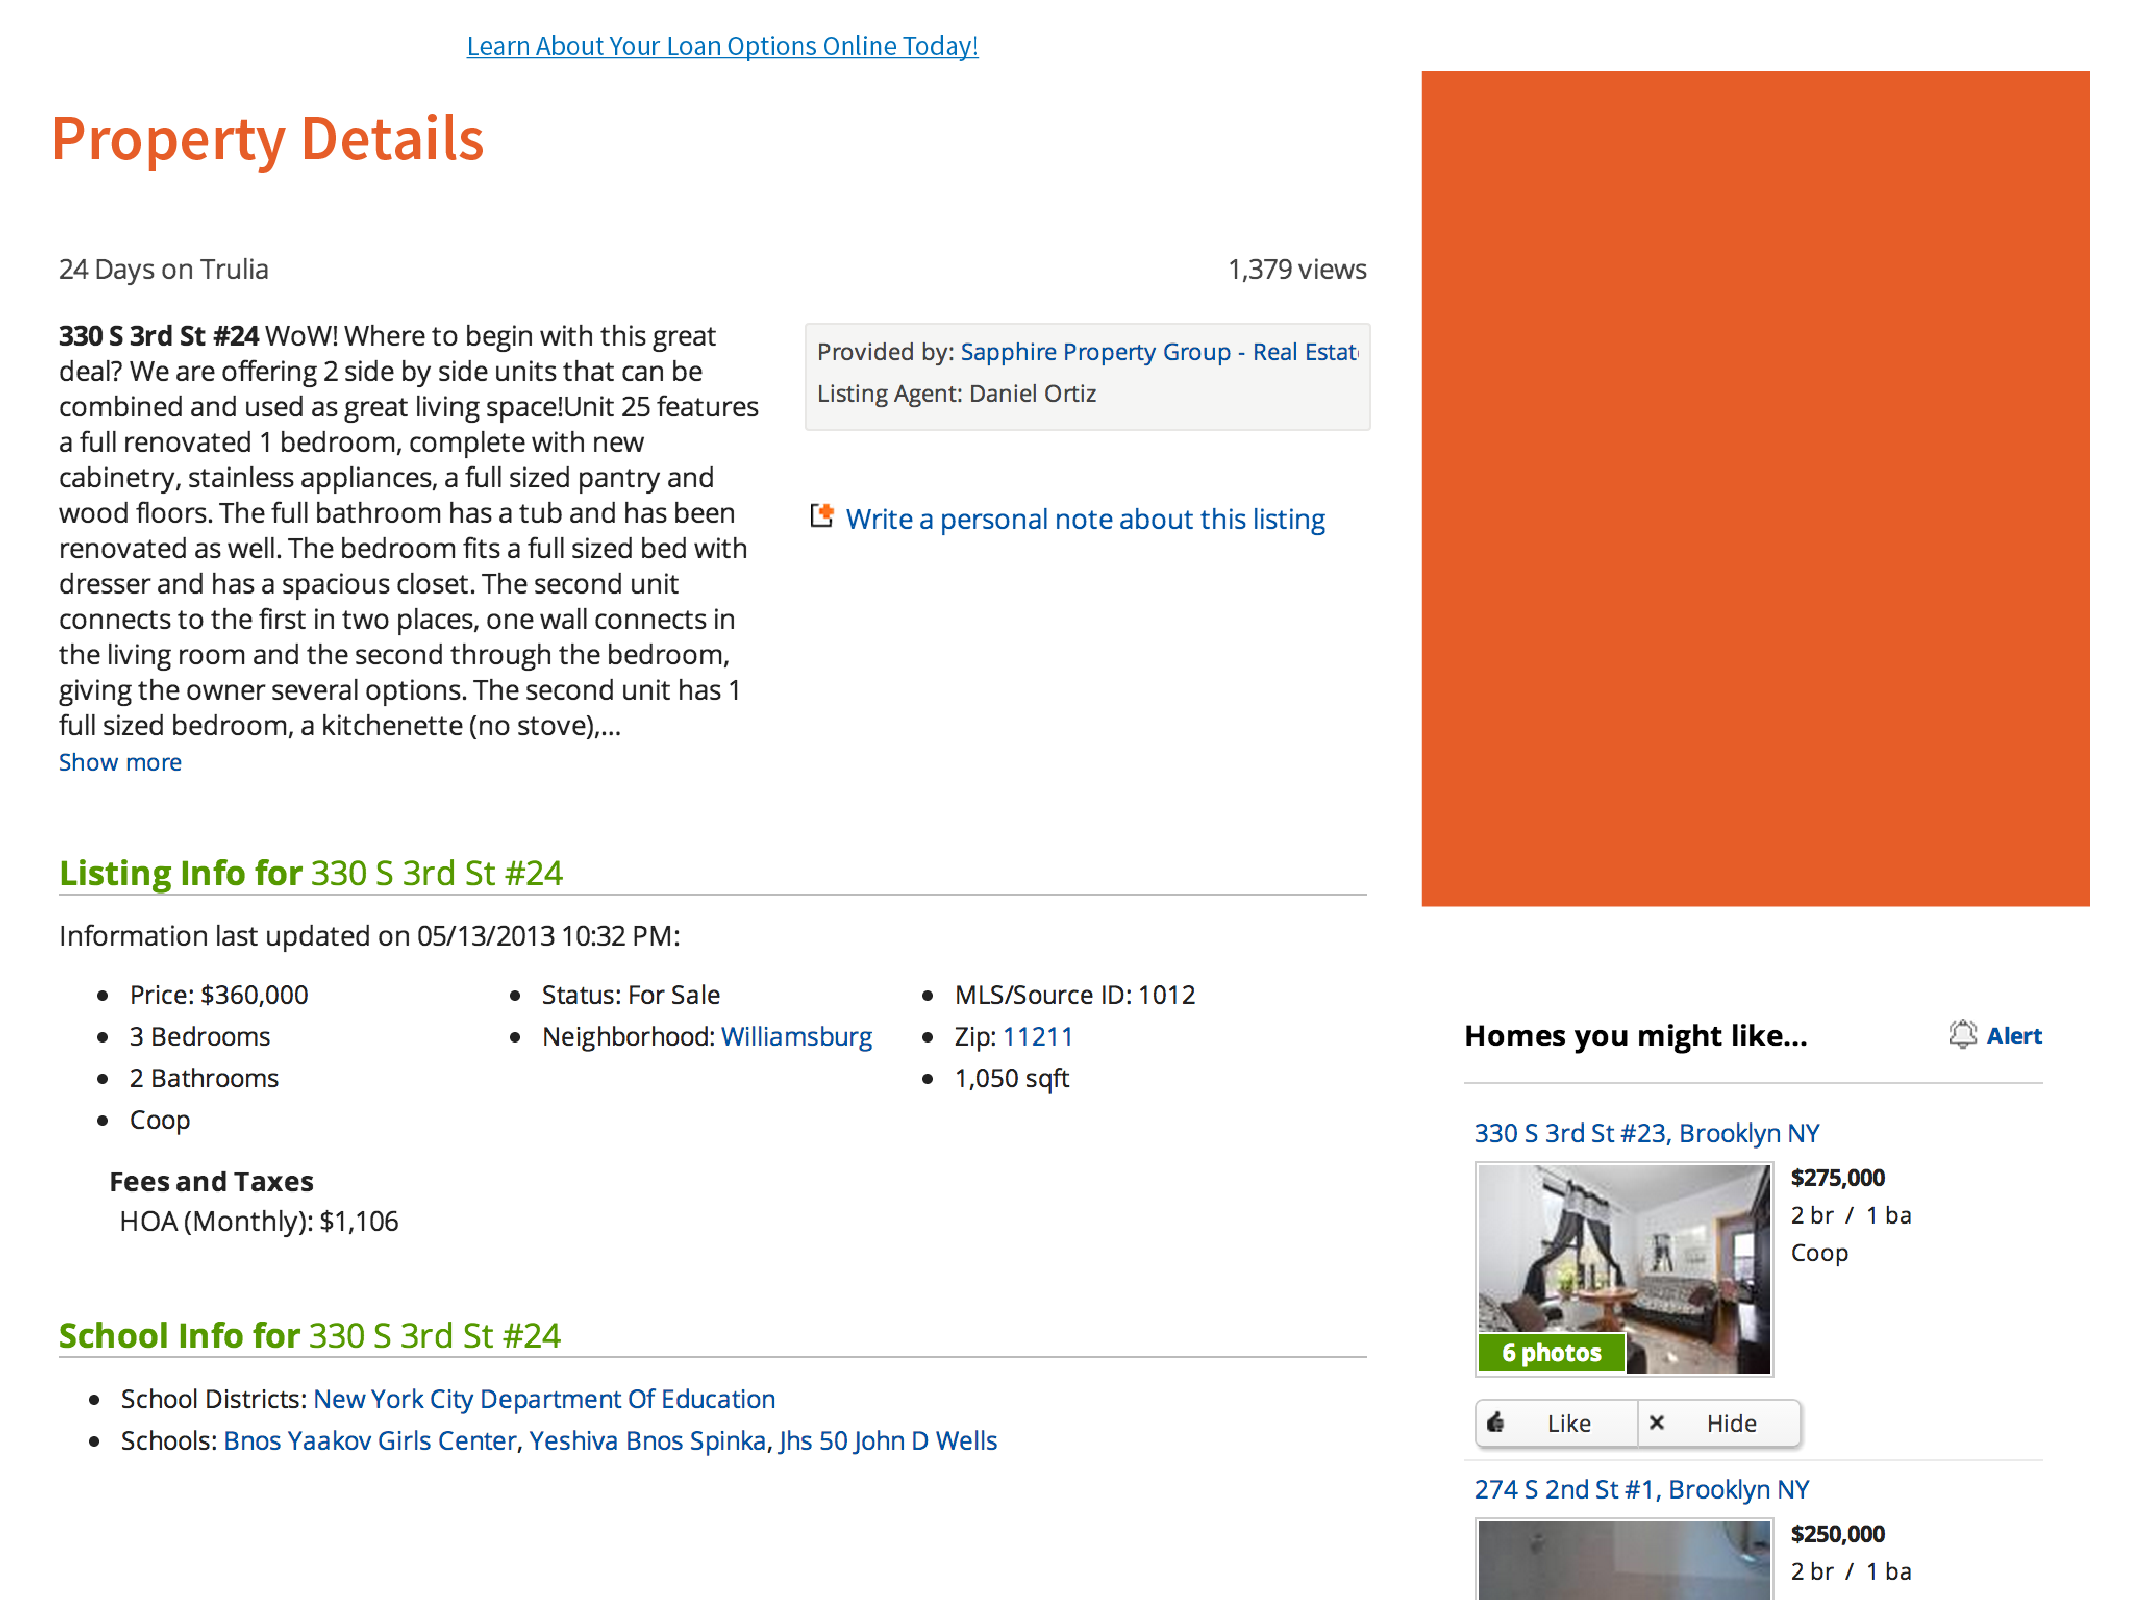 Learn About Your Loan Options Online Today!
Property Details
24 Days on Trulia
1,379 views
330 S 3rd St #24 WoW! Where to begin with this great
deal? We are offering 2 side by side units that can be
combined and used as great living space!Unit 25 features
a full renovated 1 bedroom, complete with new
cabinetry, stainless appliances, a full sized pantry and
wood floors. The full bathroom has a tub and has been
renovated as well. The bedroom fits a full sized bed with
dresser and has a spacious closet. The second unit
connects to the first in two places, one wall connects in
the living room and the second through the bedroom,
giving the owner several options. The second unit has 1
full sized bedroom, a kitchenette (no stove),...
Show more
Provided by: Sapphire Property Group - Real Estat
Listing Agent: Daniel Ortiz
Write a personal note about this listing
Listing Info for 330 S 3rd St #24
Information last updated on 05/13/2013 10:32 PM:
Price: $360,000
3 Bedrooms
2 Bathrooms
Coop
Status: For Sale
Neighborhood: Williamsburg
MLS/Source ID: 1012
Zip: 11211
1,050 sqft
Fees and Taxes
HOA (Monthly): $1,106
School Info for 330 S 3rd St #24
School Districts: New York City Department Of Education
Schools: Bnos Yaakov Girls Center, Yeshiva Bnos Spinka, Jhs 50 John D Wells
Homes you might like...
Alert
330 S 3rd St #23, Brooklyn NY
$275,000
2 br / 1 ba
Coop
6 photos
Like
Hide
274 S 2nd St #1, Brooklyn NY
$250,000
2 br / 1 ba